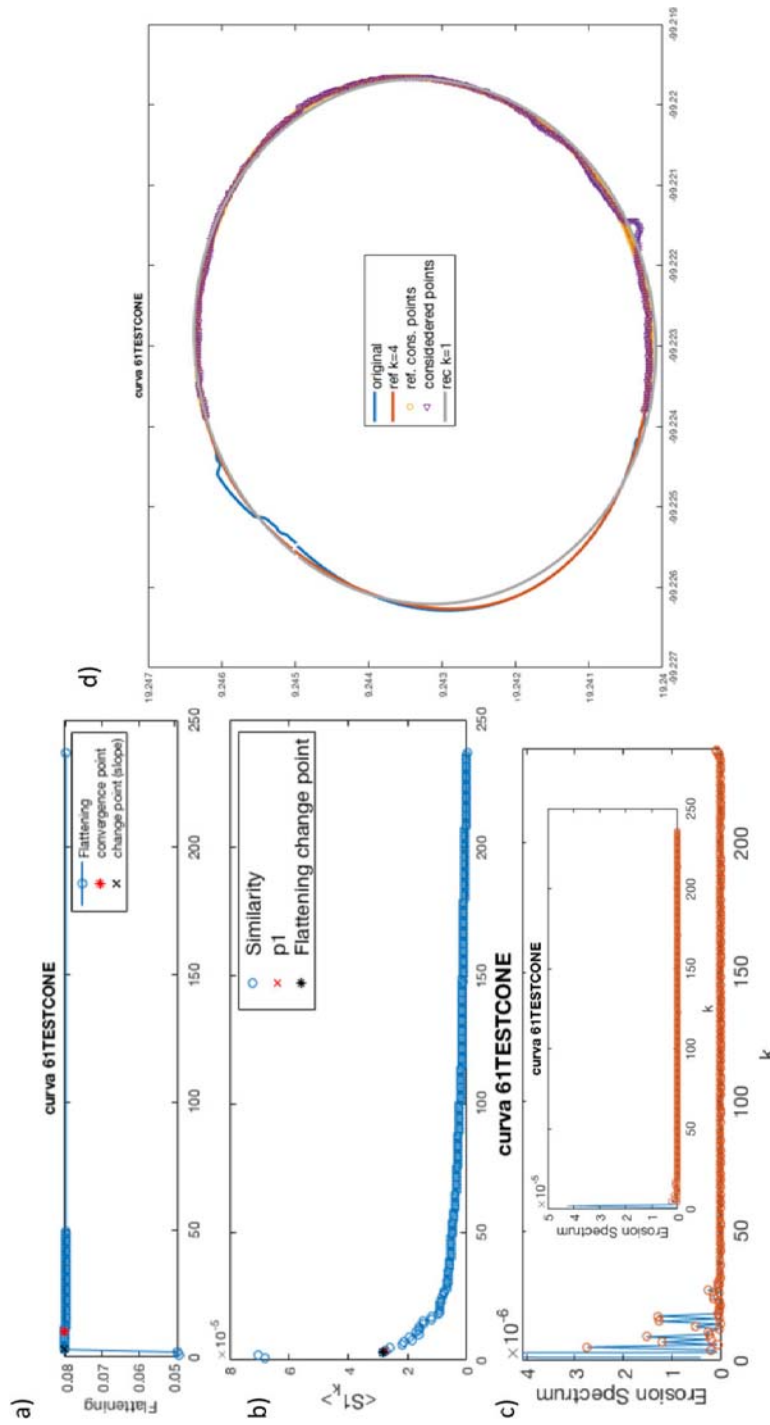 a)
curva 61TESTCONE
Flattening
0.08
0.07
0.06
0.05
0
50
100
150
200
250
Flattening
convergence point
change point (slope)
b)
×10-5
<S1k>
8
6
4
2
0
0
50
100
150
200
250
Similarity
p1
Flattening change point
c)
curva 61TESTCONE
×10-6
Erosion Spectrum
4
3
2
1
0
0
50
100
150
200
k
curva 61TESTCONE
×10-5
Erosion Spectrum
5
4
3
2
1
0
0
50
100
150
200
250
k
d)
curva 61TESTCONE
19.247
19.246
19.245
19.244
19.243
19.242
19.241
19.24
-99.227
-99.226
-99.225
-99.224
-99.223
-99.222
-99.221
-99.22
-99.219
original
ref k=4
ref. cons. points
considedered points
rec k=1